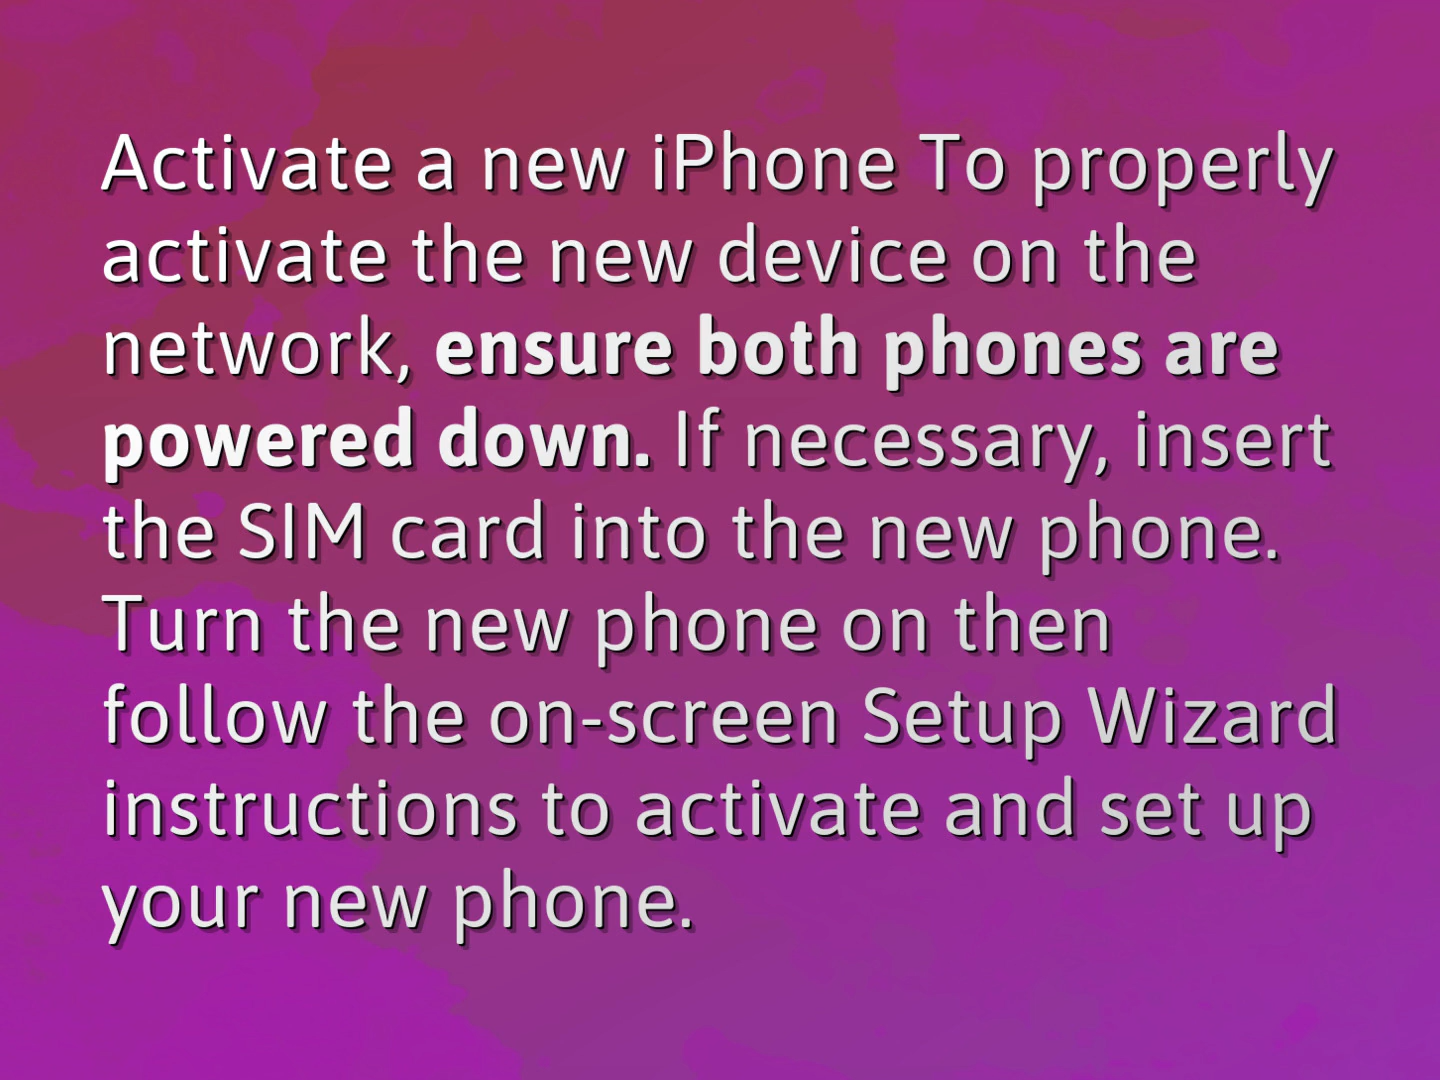 Activate a new iPhone To properly
activate the new device on the
network, ensure both phones are
powered down. If necessary, insert
the SIM card into the new phone.
Turn the new phone on then
follow the on-screen Setup Wizard
instructions to activate and set up
your new phone.